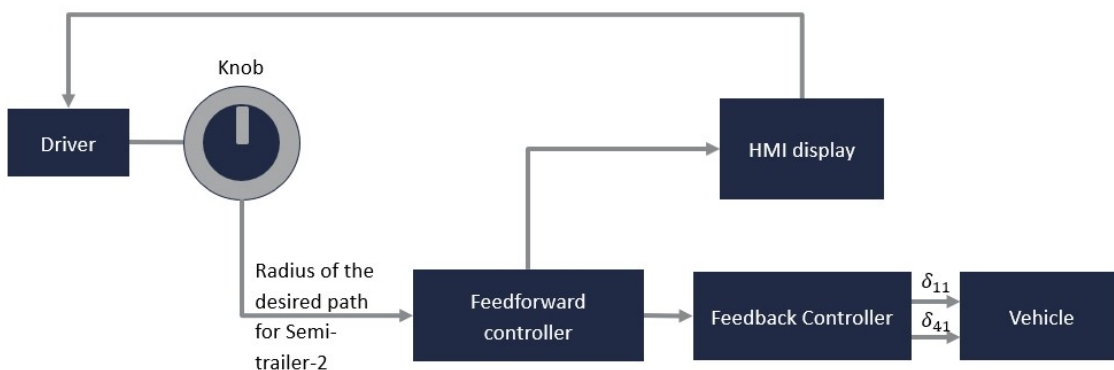 Knob
Driver
HMI display
Radius of the
desired path
for Semi-
trailer-2
Feedforward
controller
Feedback Controller
δ₁₁
δ₄₁
Vehicle